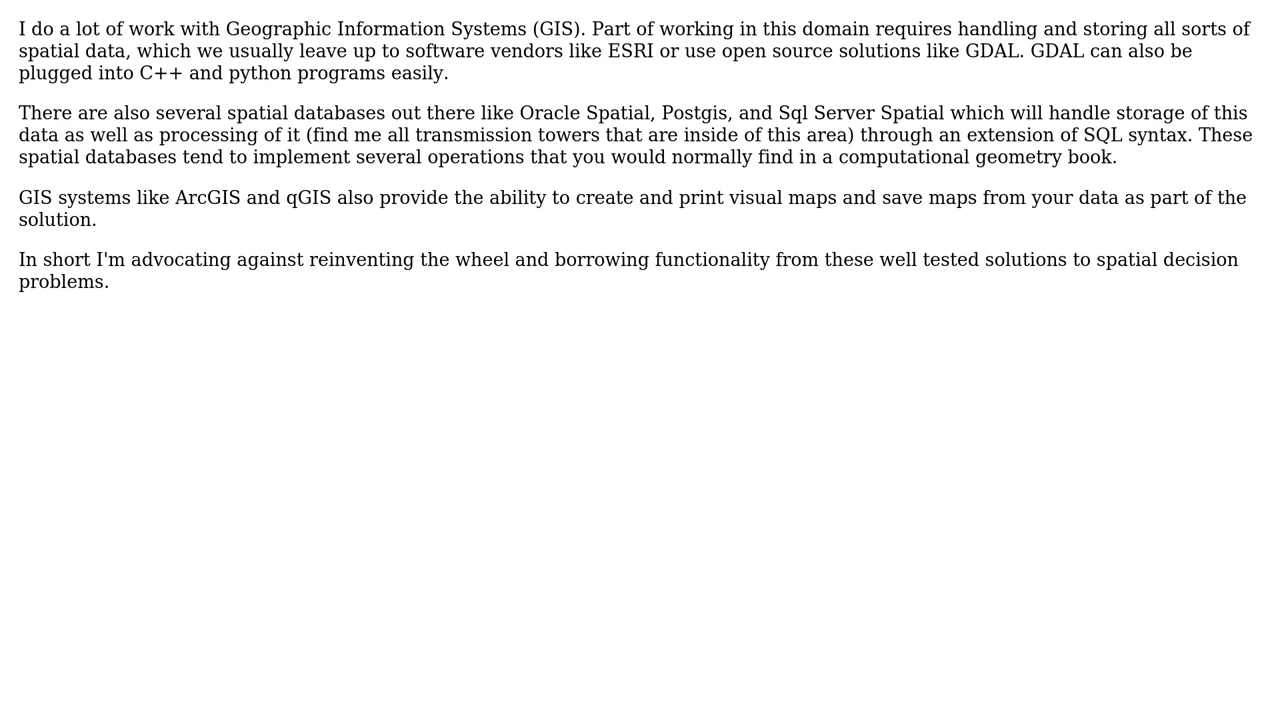 I do a lot of work with Geographic Information Systems (GIS). Part of working in this domain requires handling and storing all sorts of
spatial data, which we usually leave up to software vendors like ESRI or use open source solutions like GDAL. GDAL can also be
plugged into C++ and python programs easily.
There are also several spatial databases out there like Oracle Spatial, Postgis, and Sql Server Spatial which will handle storage of this
data as well as processing of it (find me all transmission towers that are inside of this area) through an extension of SQL syntax. These
spatial databases tend to implement several operations that you would normally find in a computational geometry book.
GIS systems like ArcGIS and qGIS also provide the ability to create and print visual maps and save maps from your data as part of the
solution.
In short I'm advocating against reinventing the wheel and borrowing functionality from these well tested solutions to spatial decision
problems.